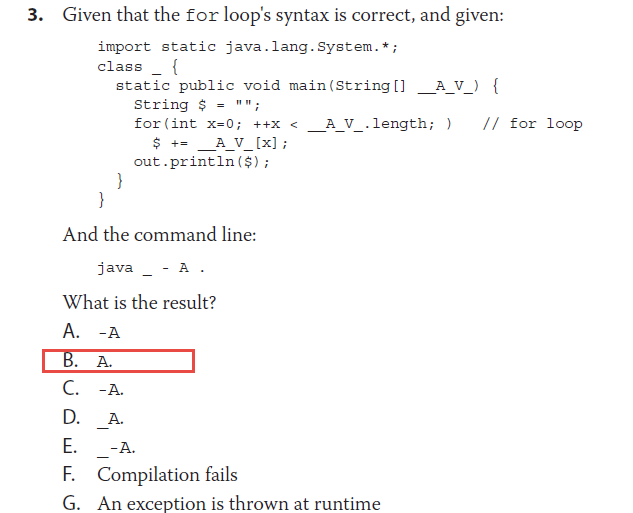 3. Given that the for loop's syntax is correct, and given:
import static java.lang.System.*;
class _ {
static public void main(String[] __A_V_) {
String $ = "";
for(int x=0; ++x < __A_V_.length; ) // for loop
$ += __A_V_[x];
out.println($);
}
}
And the command line:
java _ - A .
What is the result?
A. -A
B. A.
C. -A.
D. _A.
E. _-A.
F. Compilation fails
G. An exception is thrown at runtime